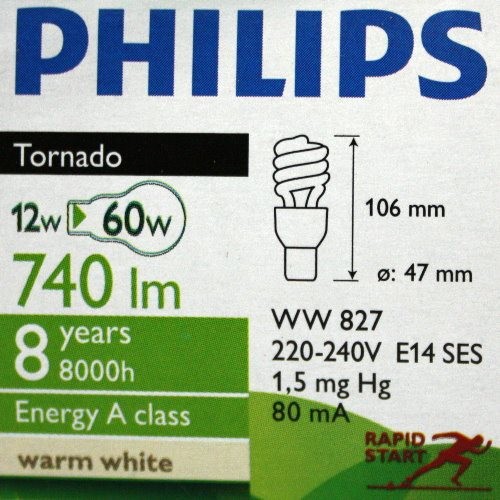 PHILIPS
Tornado
12w 60w
740 lm
8 years
8000h
Energy A class
warm white
106 mm
ø: 47 mm
WW 827
220-240V E14 SES
1,5 mg Hg
80 mA
RAPID
START